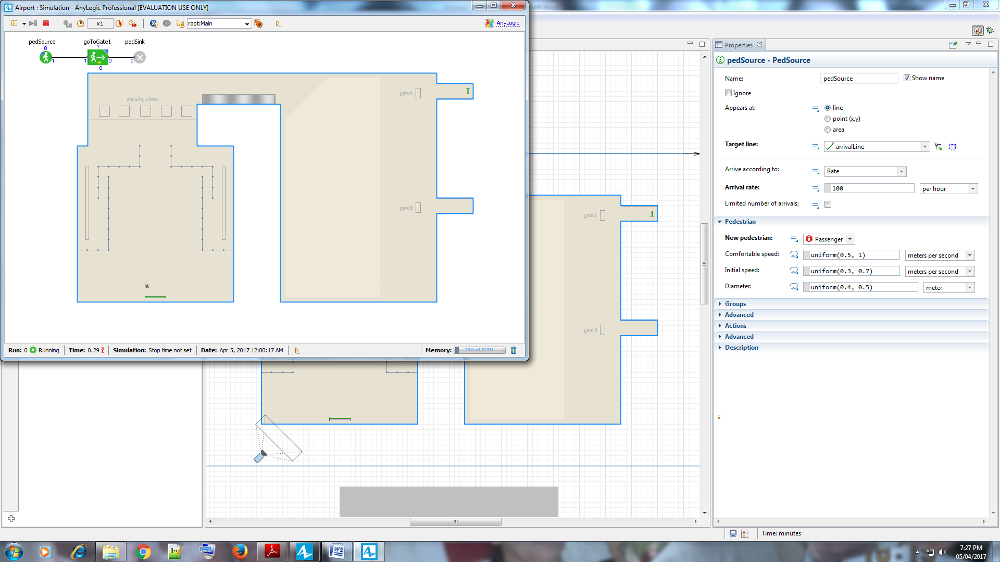 Airport : Simulation - AnyLogic Professional [EVALUATION USE ONLY]
x1
root:Main
AnyLogic
pedSource
goToGate1
pedSink
0
1
1
1
0
0
0
security check
gate A
gate B
Run: 0 Running
Time: 0.29
Simulation: Stop time not set
Date: Apr 5, 2017 12:00:17 AM
Memory: 29M of 227M
gate A
gate B
Properties
pedSource - PedSource
Name: pedSource
Show name
Ignore
Appears at: line
point (x,y)
area
Target line: arrivalLine
Arrive according to: Rate
Arrival rate: 100 per hour
Limited number of arrivals:
Pedestrian
New pedestrian: Passenger
Comfortable speed: uniform(0.5, 1) meters per second
Initial speed: uniform(0.3, 0.7) meters per second
Diameter: uniform(0.4, 0.5) meter
Groups
Advanced
Actions
Advanced
Description
Time: minutes
7:27 PM
05/04/2017